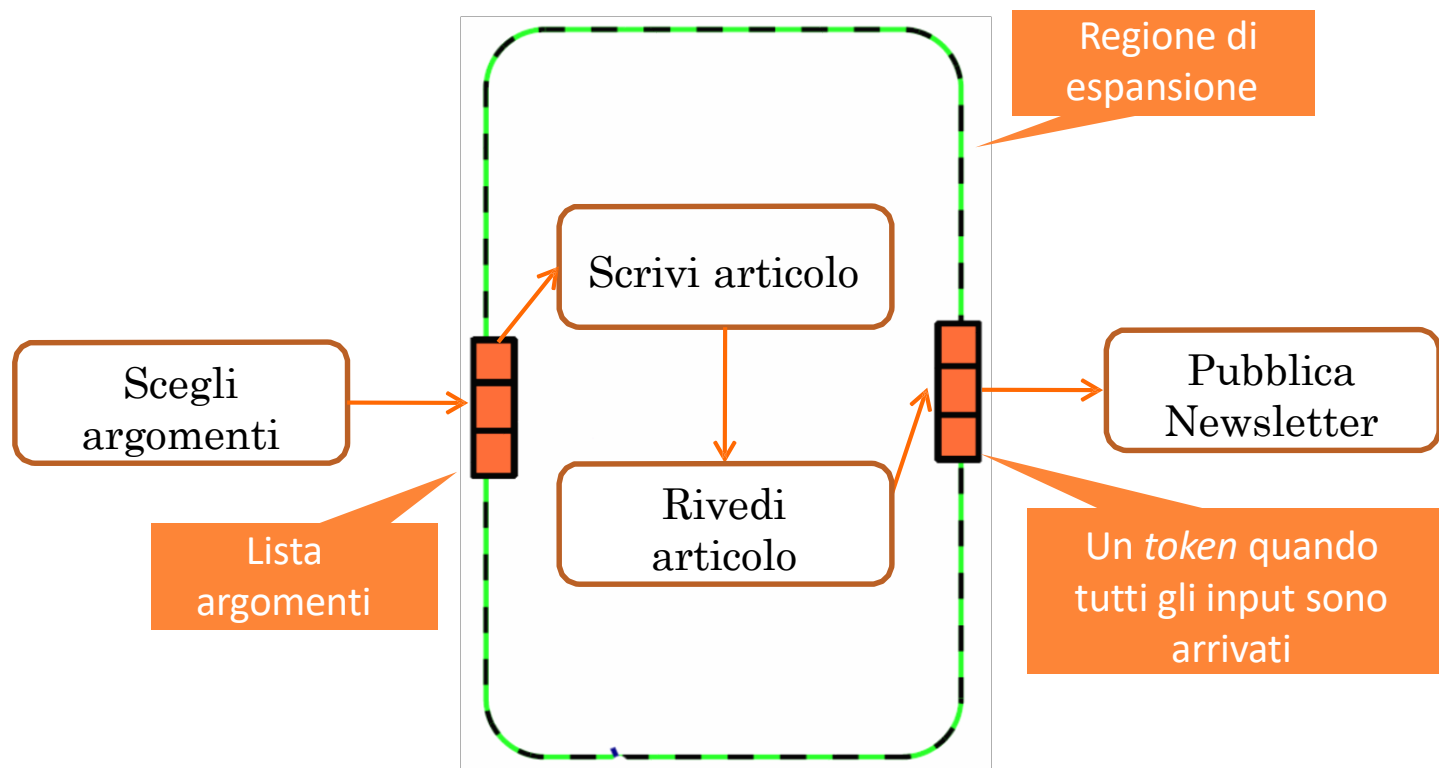 Regione di
espansione
Scrivi articolo
Scegli
argomenti
Pubblica
Newsletter
Rivedi
articolo
Lista
argomenti
Un token quando
tutti gli input sono
arrivati